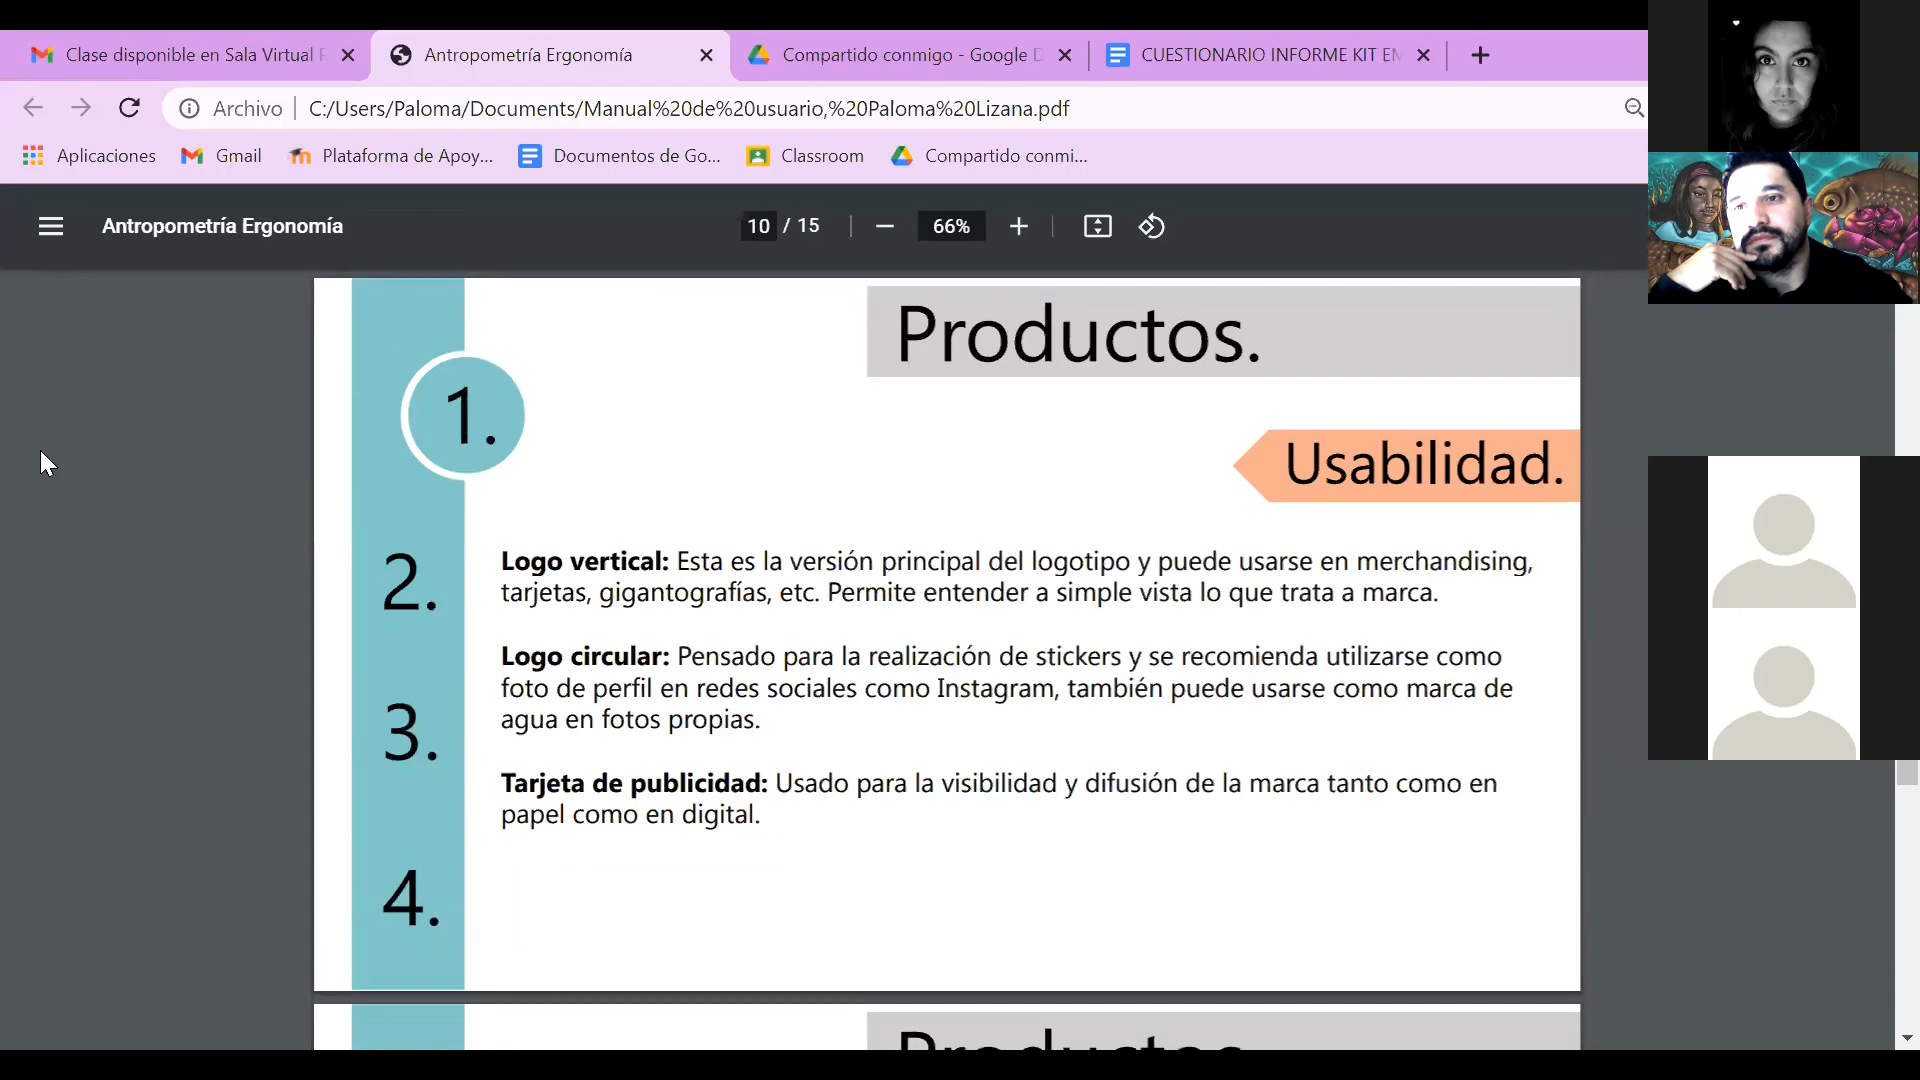 Clase disponible en Sala Virtual
Antropometría Ergonomía
Compartido conmigo - Google
CUESTIONARIO INFORME KIT
Archivo
C:/Users/Paloma/Documents/Manual%20de%20usuario,%20Paloma%20Lizana.pdf
Aplicaciones
Gmail
Plataforma de Apoy...
Documentos de Go...
Classroom
Compartido conmi...
Antropometría Ergonomía
10 / 15
66%
Productos.
1.
Usabilidad.
2.
Logo vertical: Esta es la versión principal del logotipo y puede usarse en merchandising,
tarjetas, gigantografías, etc. Permite entender a simple vista lo que trata a marca.
Logo circular: Pensado para la realización de stickers y se recomienda utilizarse como
foto de perfil en redes sociales como Instagram, también puede usarse como marca de
agua en fotos propias.
3.
Tarjeta de publicidad: Usado para la visibilidad y difusión de la marca tanto como en
papel como en digital.
4.
Productos